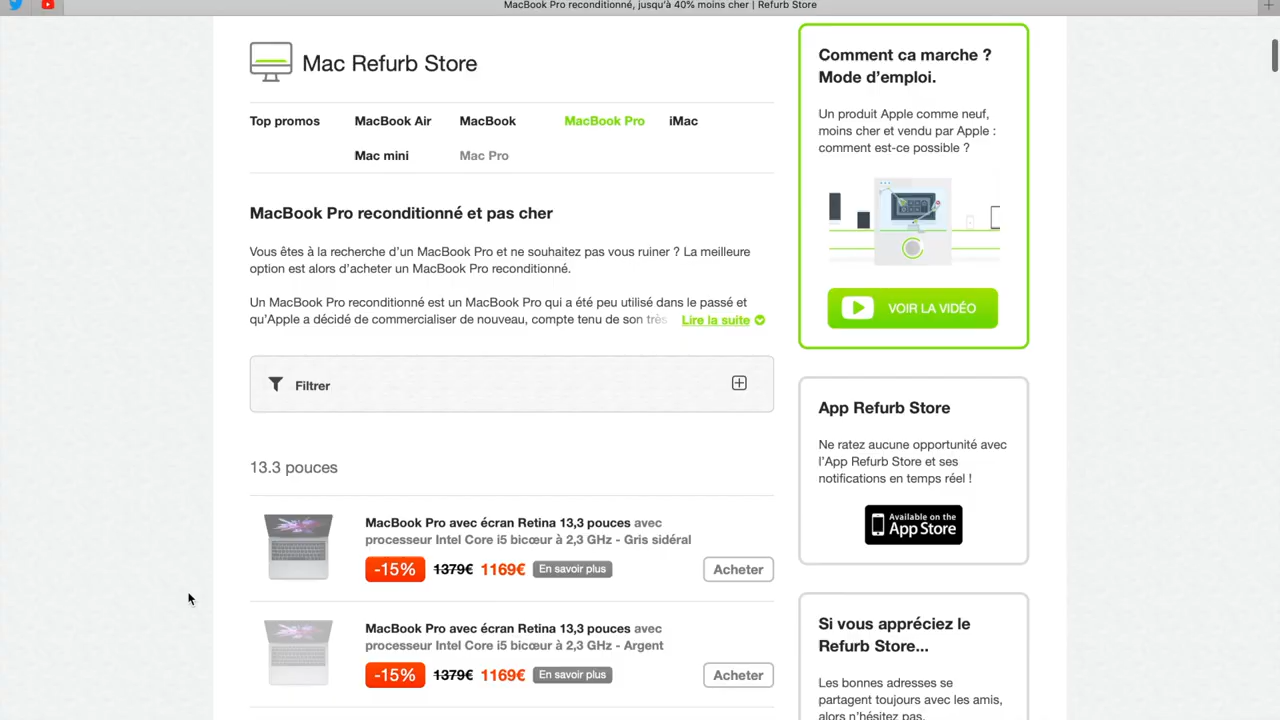 MacBook Pro reconditionné, jusqu'à 40% moins cher | Refurb Store
Mac Refurb Store
Top promos
MacBook Air
MacBook
MacBook Pro
iMac
Mac mini
Mac Pro
MacBook Pro reconditionné et pas cher
Vous êtes à la recherche d'un MacBook Pro et ne souhaitez pas vous ruiner ? La meilleure
option est alors d'acheter un MacBook Pro reconditionné.
Un MacBook Pro reconditionné est un MacBook Pro qui a été peu utilisé dans le passé et
qu'Apple a décidé de commercialiser de nouveau, compte tenu de son très Lire la suite
Filtrer
13.3 pouces
MacBook Pro avec écran Retina 13,3 pouces avec
processeur Intel Core i5 bicœur à 2,3 GHz - Gris sidéral
-15% 1379€ 1169€ En savoir plus
Acheter
MacBook Pro avec écran Retina 13,3 pouces avec
processeur Intel Core i5 bicœur à 2,3 GHz - Argent
-15% 1379€ 1169€ En savoir plus
Acheter
Comment ca marche ?
Mode d'emploi.
Un produit Apple comme neuf,
moins cher et vendu par Apple :
comment est-ce possible ?
VOIR LA VIDÉO
App Refurb Store
Ne ratez aucune opportunité avec
l'App Refurb Store et ses
notifications en temps réel !
Available on the
App Store
Si vous appréciez le
Refurb Store...
Les bonnes adresses se
partagent toujours avec les amis,
alors n'hésitez pas.